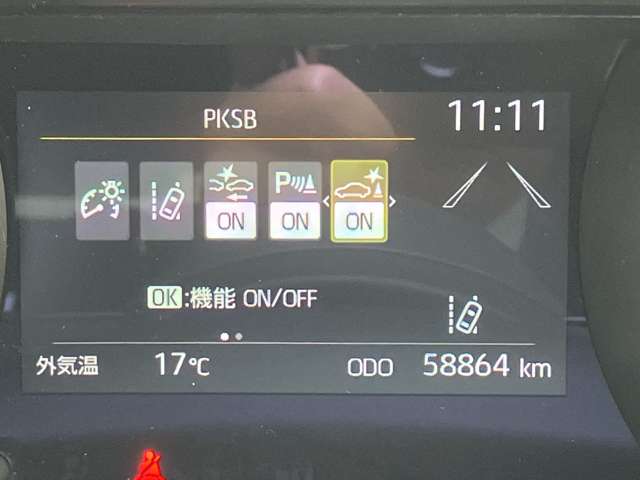 PKSB
11:11
ON P ON ON
OK:機能 ON/OFF
外気温 17℃ ODO 58864 km